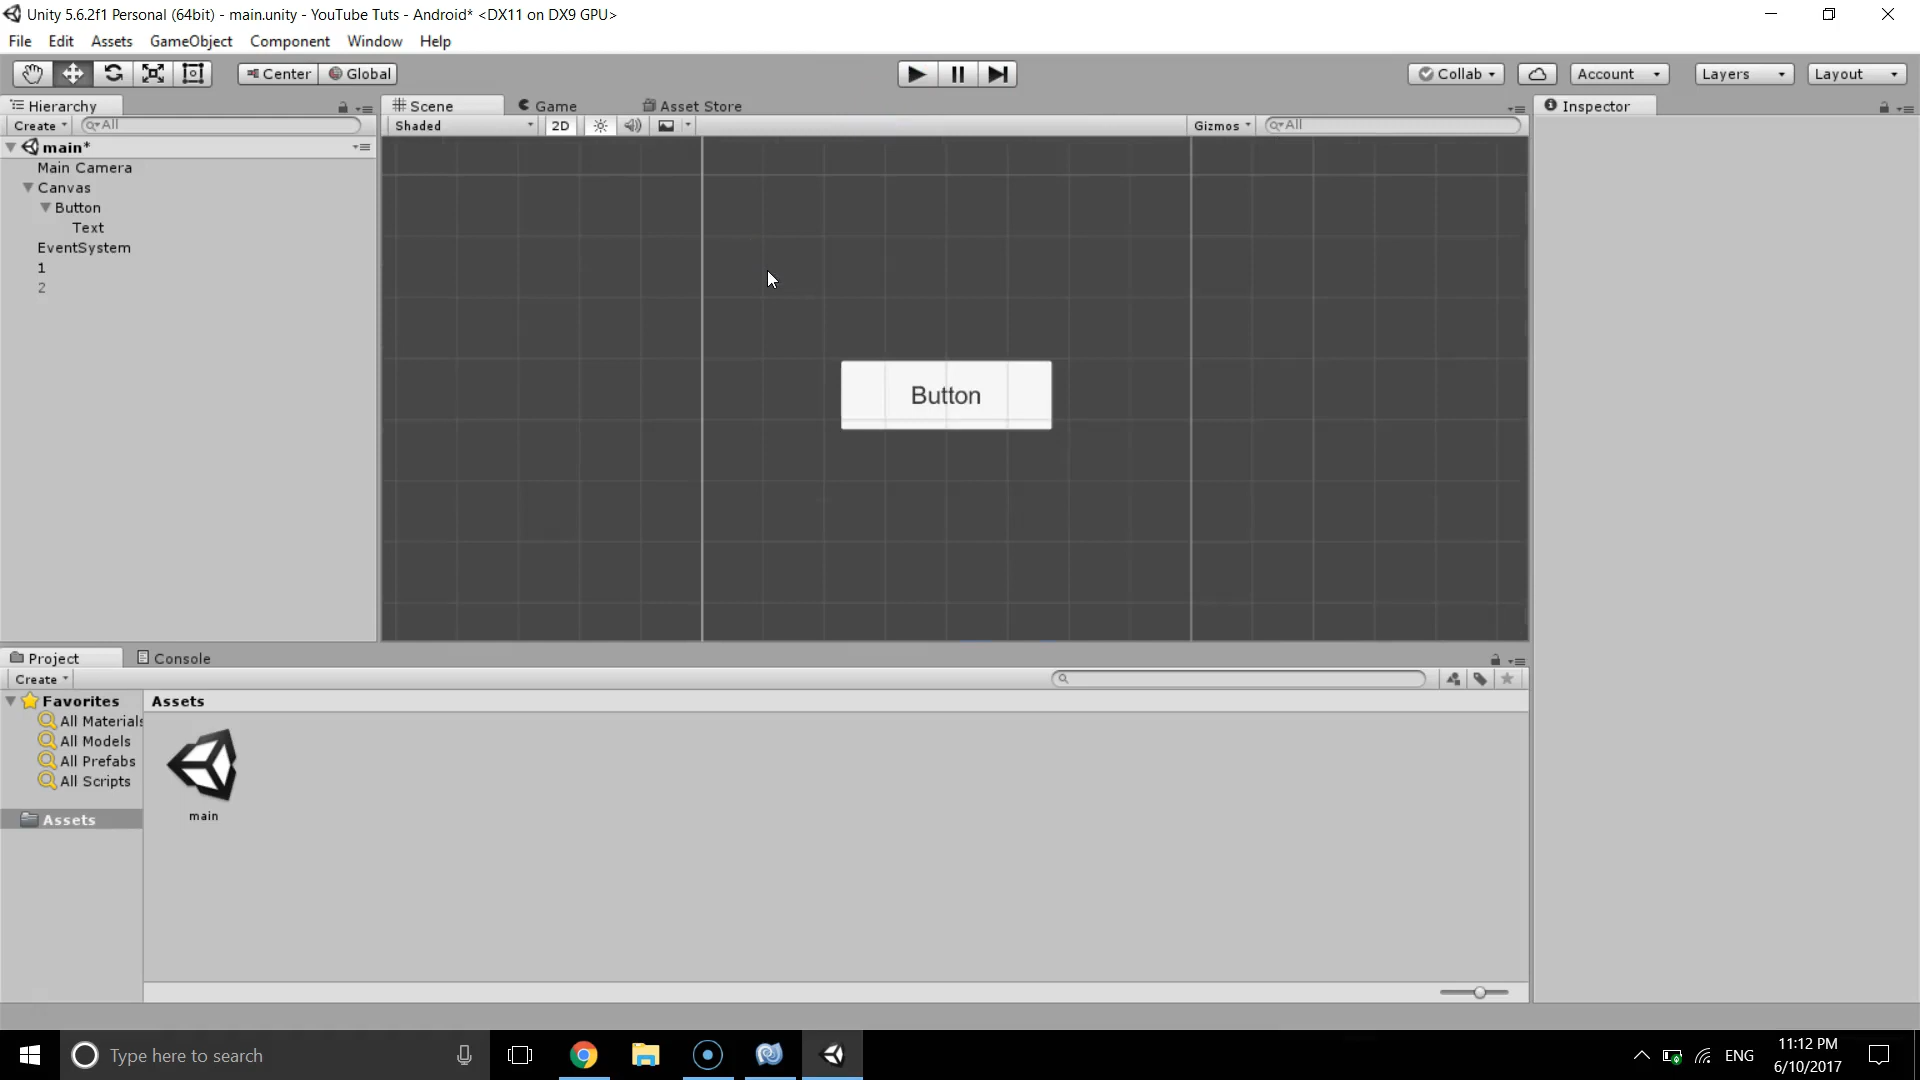 Unity 5.6.2f1 Personal (64bit) - main.unity - YouTube Tuts - Android* <DX11 on DX9 GPU>
File Edit Assets GameObject Component Window Help
Center Global Collab Account Layers Layout
Hierarchy Scene Game Asset Store Inspector
Create All Shaded 2D Gizmos All
main*
Main Camera
Canvas
Button
Text
EventSystem
1
2
Button
Project Console
Create
Favorites Assets
All Materials
All Models
All Prefabs
All Scripts
Assets
main
Type here to search
ENG
11:12 PM
6/10/2017